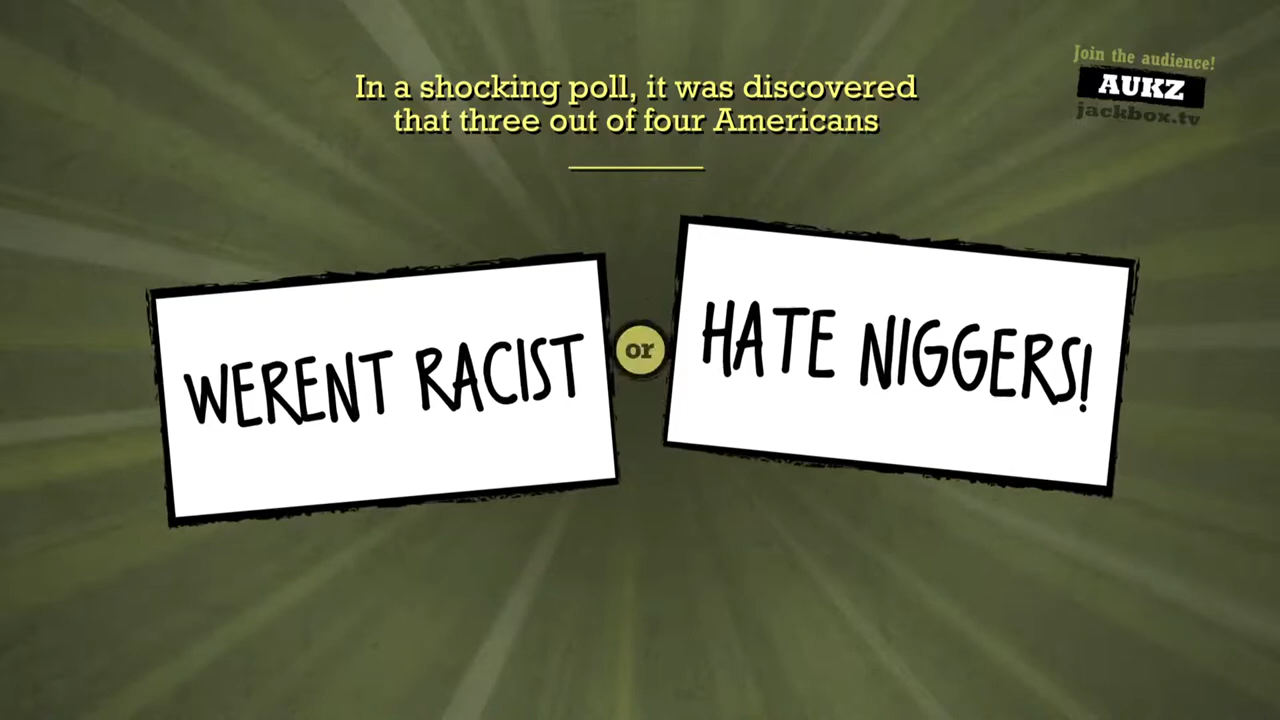 Join the audience!
AUKZ
jackbox.tv
In a shocking poll, it was discovered
that three out of four Americans
WERENT RACIST
or
HATE NIGGERS!